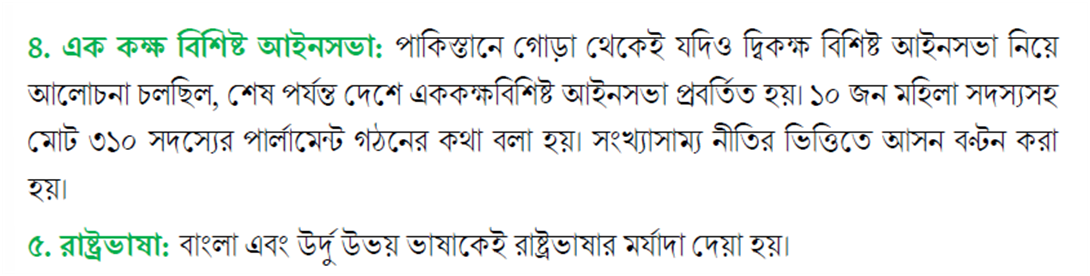 ৪. এক কক্ষ বিশিষ্ট আইনসভা: পাকিস্তানে গোড়া থেকেই যদিও দ্বিকক্ষ বিশিষ্ট আইনসভা নিয়ে
আলোচনা চলছিল, শেষ পর্যন্ত দেশে এককক্ষবিশিষ্ট আইনসভা প্রবর্তিত হয়। ১০ জন মহিলা সদস্যসহ
মোট ৩১০ সদস্যের পার্লামেন্ট গঠনের কথা বলা হয়। সংখ্যাসাম্য নীতির ভিত্তিতে আসন বণ্টন করা
হয়।
৫. রাষ্ট্রভাষা: বাংলা এবং উর্দু উভয় ভাষাকেই রাষ্ট্রভাষার মর্যাদা দেয়া হয়।